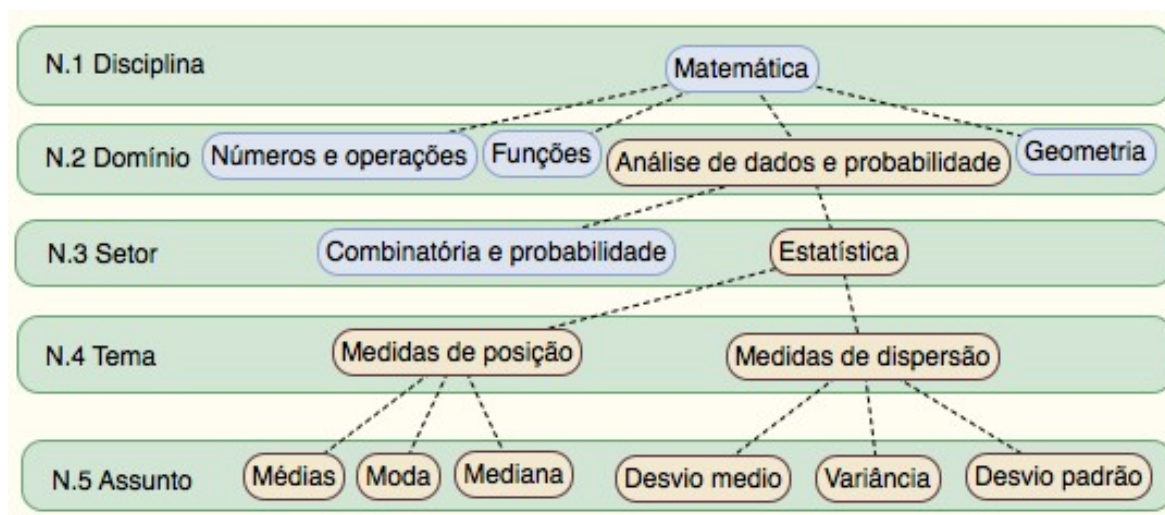 N.1 Disciplina
Matemática
N.2 Domínio
Números e operações
Funções
Análise de dados e probabilidade
Geometria
N.3 Setor
Combinatória e probabilidade
Estatística
N.4 Tema
Medidas de posição
Medidas de dispersão
N.5 Assunto
Médias
Moda
Mediana
Desvio medio
Variância
Desvio padrão